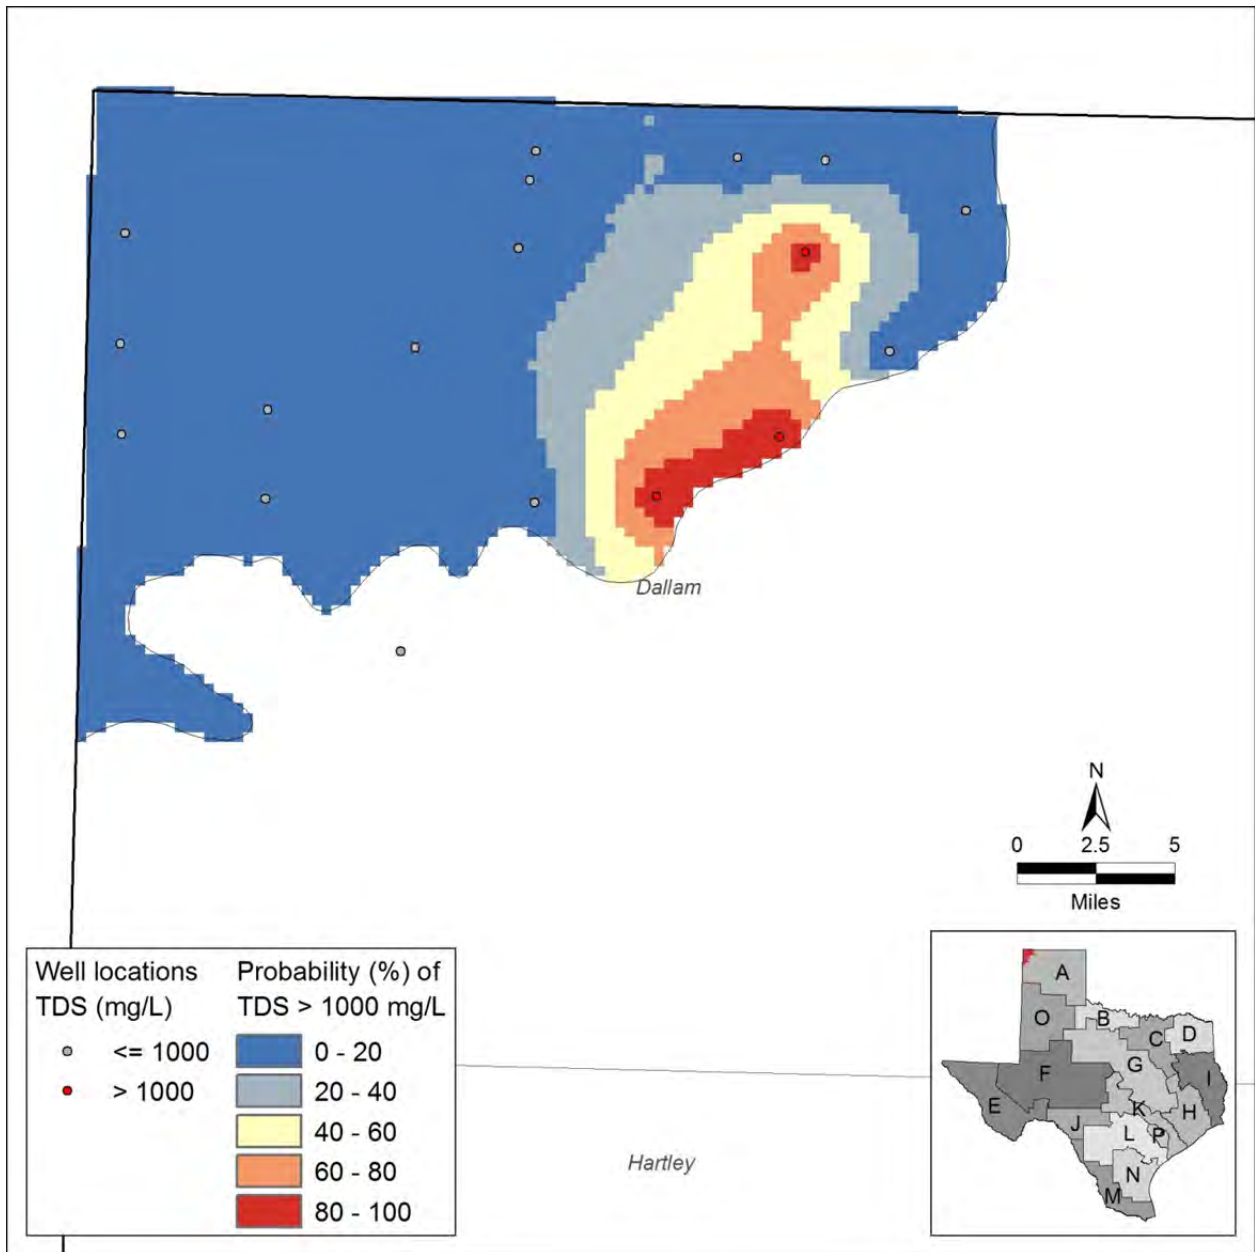 Dallam
N
0 2.5 5
Miles
Well locations
TDS (mg/L)
<= 1000
> 1000
Probability (%) of
TDS > 1000 mg/L
0 - 20
20 - 40
40 - 60
60 - 80
80 - 100
Hartley
A
O
B
C
D
F
G
I
E
K
H
J
L
P
N
M